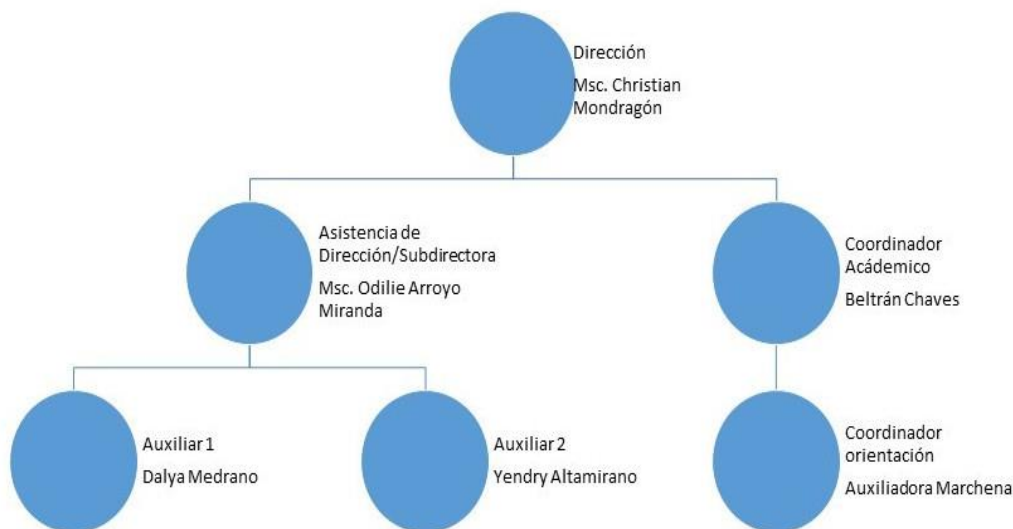 Dirección
Msc. Christian
Mondragón
Asistencia de
Dirección/Subdirectora
Msc. Odilie Arroyo
Miranda
Coordinador
Acádemico
Beltrán Chaves
Auxiliar 1
Dalya Medrano
Auxiliar 2
Yendry Altamirano
Coordinador
orientación
Auxiliadora Marchena